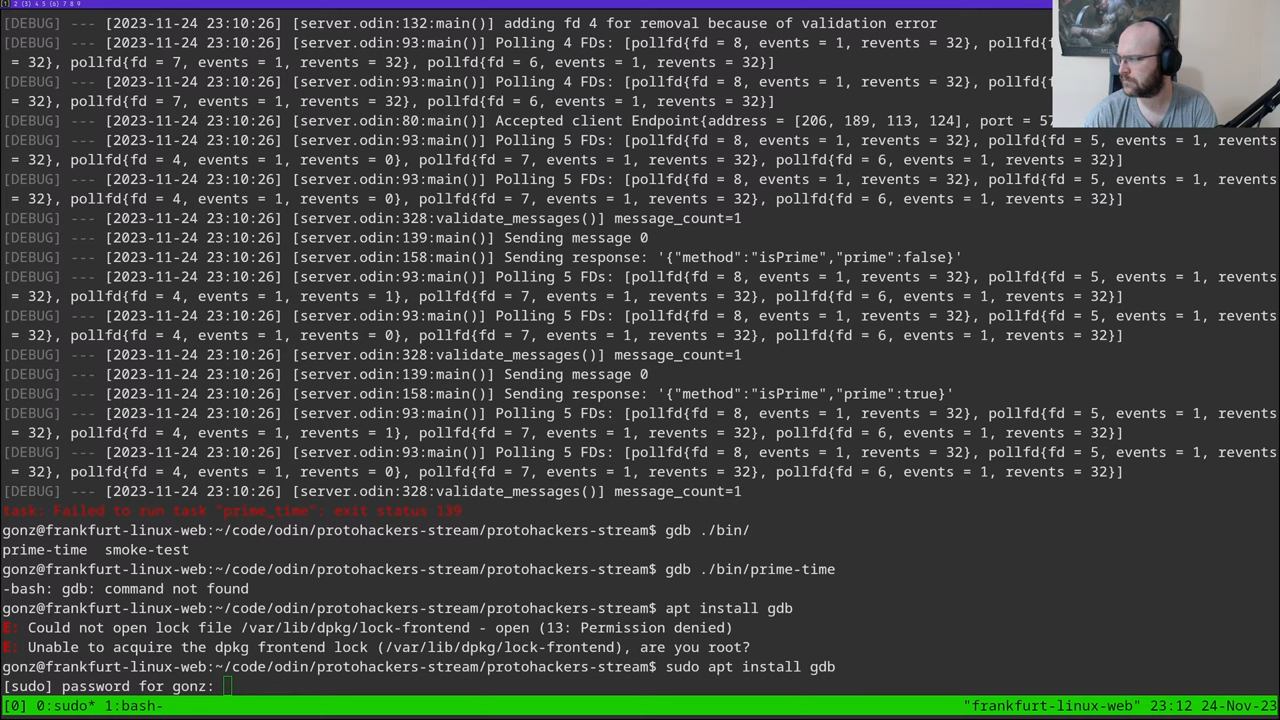 1 2 (3) 4 5 (6) 7 8 9
[DEBUG] --- [2023-11-24 23:10:26] [server.odin:132:main()] adding fd 4 for removal because of validation error
[DEBUG] --- [2023-11-24 23:10:26] [server.odin:93:main()] Polling 4 FDs: [pollfd{fd = 8, events = 1, revents = 32}, pollfd{f
= 32}, pollfd{fd = 7, events = 1, revents = 32}, pollfd{fd = 6, events = 1, revents = 32}]
[DEBUG] --- [2023-11-24 23:10:26] [server.odin:93:main()] Polling 4 FDs: [pollfd{fd = 8, events = 1, revents = 32}, pollfd{f
= 32}, pollfd{fd = 7, events = 1, revents = 32}, pollfd{fd = 6, events = 1, revents = 32}]
[DEBUG] --- [2023-11-24 23:10:26] [server.odin:80:main()] Accepted client Endpoint{address = [206, 189, 113, 124], port = 57
[DEBUG] --- [2023-11-24 23:10:26] [server.odin:93:main()] Polling 5 FDs: [pollfd{fd = 8, events = 1, revents = 32}, pollfd{fd = 5, events = 1, revents
= 32}, pollfd{fd = 4, events = 1, revents = 0}, pollfd{fd = 7, events = 1, revents = 32}, pollfd{fd = 6, events = 1, revents = 32}]
[DEBUG] --- [2023-11-24 23:10:26] [server.odin:93:main()] Polling 5 FDs: [pollfd{fd = 8, events = 1, revents = 32}, pollfd{fd = 5, events = 1, revents
= 32}, pollfd{fd = 4, events = 1, revents = 0}, pollfd{fd = 7, events = 1, revents = 32}, pollfd{fd = 6, events = 1, revents = 32}]
[DEBUG] --- [2023-11-24 23:10:26] [server.odin:328:validate_messages()] message_count=1
[DEBUG] --- [2023-11-24 23:10:26] [server.odin:139:main()] Sending message 0
[DEBUG] --- [2023-11-24 23:10:26] [server.odin:158:main()] Sending response: '{"method":"isPrime","prime":false}'
[DEBUG] --- [2023-11-24 23:10:26] [server.odin:93:main()] Polling 5 FDs: [pollfd{fd = 8, events = 1, revents = 32}, pollfd{fd = 5, events = 1, revents
= 32}, pollfd{fd = 4, events = 1, revents = 1}, pollfd{fd = 7, events = 1, revents = 32}, pollfd{fd = 6, events = 1, revents = 32}]
[DEBUG] --- [2023-11-24 23:10:26] [server.odin:93:main()] Polling 5 FDs: [pollfd{fd = 8, events = 1, revents = 32}, pollfd{fd = 5, events = 1, revents
= 32}, pollfd{fd = 4, events = 1, revents = 0}, pollfd{fd = 7, events = 1, revents = 32}, pollfd{fd = 6, events = 1, revents = 32}]
[DEBUG] --- [2023-11-24 23:10:26] [server.odin:328:validate_messages()] message_count=1
[DEBUG] --- [2023-11-24 23:10:26] [server.odin:139:main()] Sending message 0
[DEBUG] --- [2023-11-24 23:10:26] [server.odin:158:main()] Sending response: '{"method":"isPrime","prime":true}'
[DEBUG] --- [2023-11-24 23:10:26] [server.odin:93:main()] Polling 5 FDs: [pollfd{fd = 8, events = 1, revents = 32}, pollfd{fd = 5, events = 1, revents
= 32}, pollfd{fd = 4, events = 1, revents = 1}, pollfd{fd = 7, events = 1, revents = 32}, pollfd{fd = 6, events = 1, revents = 32}]
[DEBUG] --- [2023-11-24 23:10:26] [server.odin:93:main()] Polling 5 FDs: [pollfd{fd = 8, events = 1, revents = 32}, pollfd{fd = 5, events = 1, revents
= 32}, pollfd{fd = 4, events = 1, revents = 0}, pollfd{fd = 7, events = 1, revents = 32}, pollfd{fd = 6, events = 1, revents = 32}]
[DEBUG] --- [2023-11-24 23:10:26] [server.odin:328:validate_messages()] message_count=1
task: Failed to run task "prime_time": exit status 139
gonz@frankfurt-linux-web:~/code/odin/protohackers-stream/protohackers-stream$ gdb ./bin/
prime-time  smoke-test
gonz@frankfurt-linux-web:~/code/odin/protohackers-stream/protohackers-stream$ gdb ./bin/prime-time
-bash: gdb: command not found
gonz@frankfurt-linux-web:~/code/odin/protohackers-stream/protohackers-stream$ apt install gdb
E: Could not open lock file /var/lib/dpkg/lock-frontend - open (13: Permission denied)
E: Unable to acquire the dpkg frontend lock (/var/lib/dpkg/lock-frontend), are you root?
gonz@frankfurt-linux-web:~/code/odin/protohackers-stream/protohackers-stream$ sudo apt install gdb
[sudo] password for gonz:
[0] 0:sudo* 1:bash- "frankfurt-linux-web" 23:12 24-Nov-23